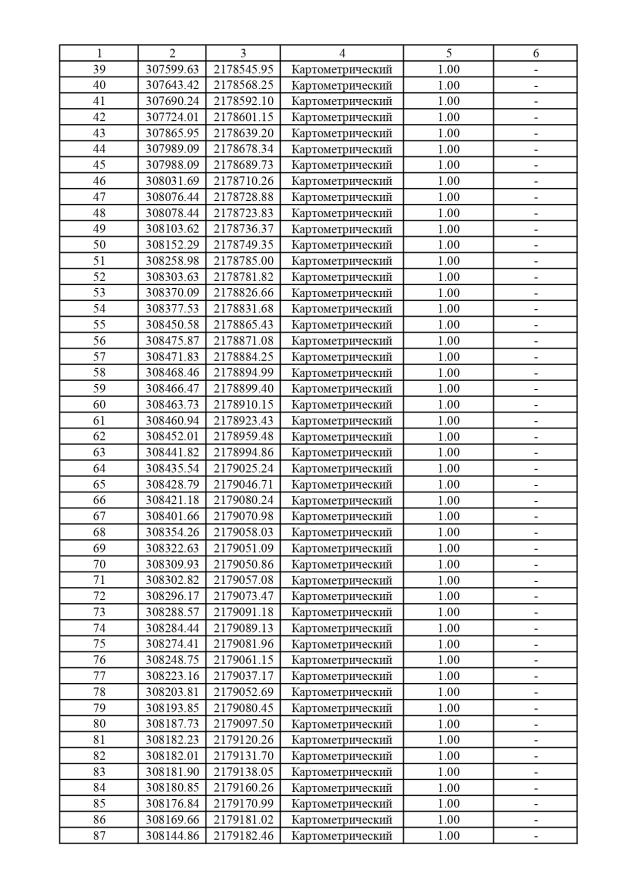 1 2 3 4 5 6
39 307599.63 2178545.95 Картометрический 1.00 -
40 307643.42 2178568.25 Картометрический 1.00 -
41 307690.24 2178592.10 Картометрический 1.00 -
42 307724.01 2178601.15 Картометрический 1.00 -
43 307865.95 2178639.20 Картометрический 1.00 -
44 307989.09 2178678.34 Картометрический 1.00 -
45 307988.09 2178689.73 Картометрический 1.00 -
46 308031.69 2178710.26 Картометрический 1.00 -
47 308076.44 2178728.88 Картометрический 1.00 -
48 308078.44 2178723.83 Картометрический 1.00 -
49 308103.62 2178736.37 Картометрический 1.00 -
50 308152.29 2178749.35 Картометрический 1.00 -
51 308258.98 2178785.00 Картометрический 1.00 -
52 308303.63 2178781.82 Картометрический 1.00 -
53 308370.09 2178826.66 Картометрический 1.00 -
54 308377.53 2178831.68 Картометрический 1.00 -
55 308450.58 2178865.43 Картометрический 1.00 -
56 308475.87 2178871.08 Картометрический 1.00 -
57 308471.83 2178884.25 Картометрический 1.00 -
58 308468.46 2178894.99 Картометрический 1.00 -
59 308466.47 2178899.40 Картометрический 1.00 -
60 308463.73 2178910.15 Картометрический 1.00 -
61 308460.94 2178923.43 Картометрический 1.00 -
62 308452.01 2178959.48 Картометрический 1.00 -
63 308441.82 2178994.86 Картометрический 1.00 -
64 308435.54 2179025.24 Картометрический 1.00 -
65 308428.79 2179046.71 Картометрический 1.00 -
66 308421.18 2179080.24 Картометрический 1.00 -
67 308401.66 2179070.98 Картометрический 1.00 -
68 308354.26 2179058.03 Картометрический 1.00 -
69 308322.63 2179051.09 Картометрический 1.00 -
70 308309.93 2179050.86 Картометрический 1.00 -
71 308302.82 2179057.08 Картометрический 1.00 -
72 308296.17 2179073.47 Картометрический 1.00 -
73 308288.57 2179091.18 Картометрический 1.00 -
74 308284.44 2179089.13 Картометрический 1.00 -
75 308274.41 2179081.96 Картометрический 1.00 -
76 308248.75 2179061.15 Картометрический 1.00 -
77 308223.16 2179037.17 Картометрический 1.00 -
78 308203.81 2179052.69 Картометрический 1.00 -
79 308193.85 2179080.45 Картометрический 1.00 -
80 308187.73 2179097.50 Картометрический 1.00 -
81 308182.23 2179120.26 Картометрический 1.00 -
82 308182.01 2179131.70 Картометрический 1.00 -
83 308181.90 2179138.05 Картометрический 1.00 -
84 308180.85 2179160.26 Картометрический 1.00 -
85 308176.84 2179170.99 Картометрический 1.00 -
86 308169.66 2179181.02 Картометрический 1.00 -
87 308144.86 2179182.46 Картометрический 1.00 -